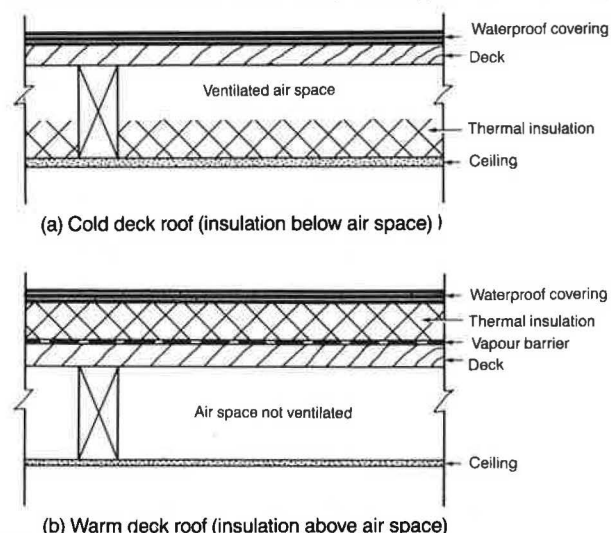 Waterproof covering
Deck
Ventilated air space
Thermal insulation
Ceiling
(a) Cold deck roof (insulation below air space)
Waterproof covering
Thermal insulation
Vapour barrier
Deck
Air space not ventilated
Ceiling
(b) Warm deck roof (insulation above air space)